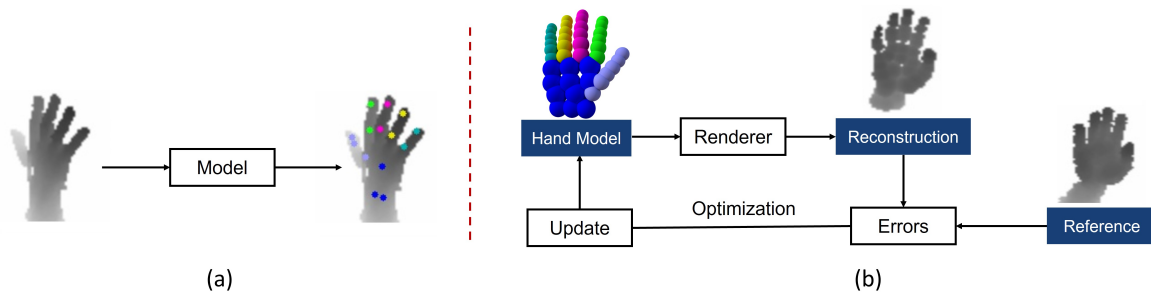 Model
(a)
Hand Model
Renderer
Reconstruction
Update
Optimization
Errors
Reference
(b)